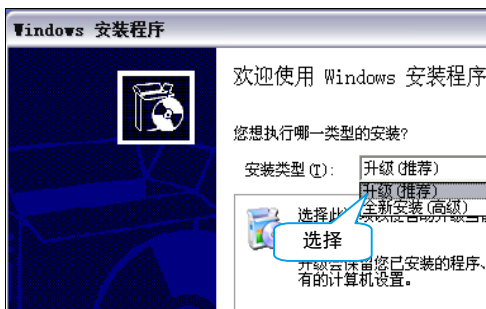 Windows 安装程序
欢迎使用 Windows 安装程序
您想执行哪一类型的安装?
安装类型(T):
升级(推荐)
升级(推荐)
全新安装(高级)
选择此
选择
升级会保留您已安装的程序、
有的计算机设置。